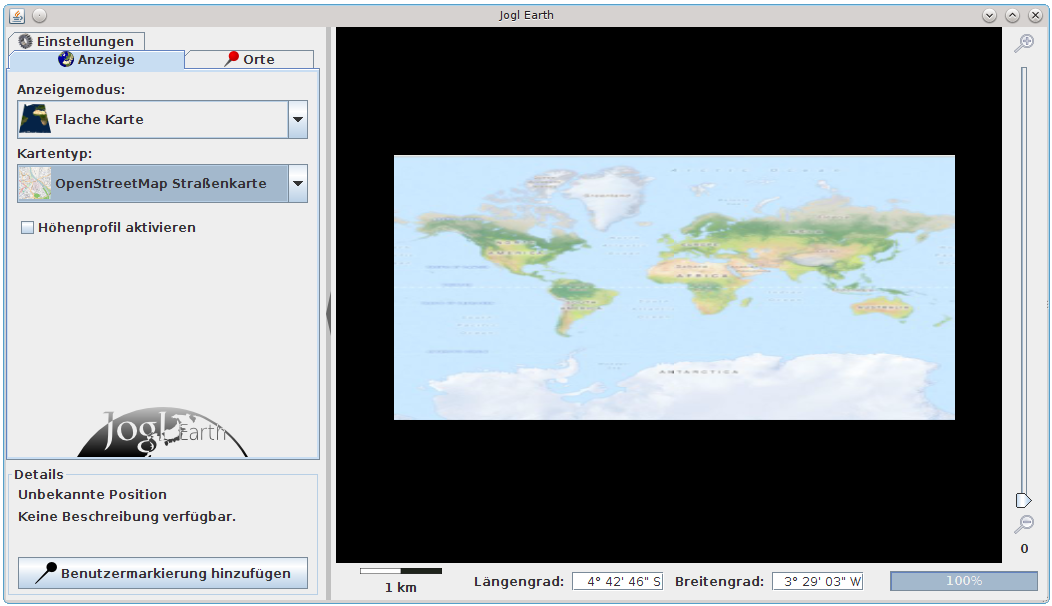 Jogl Earth
Einstellungen
Anzeige
Orte
Anzeigemodus:
Flache Karte
Kartentyp:
OpenStreetMap Straßenkarte
Höhenprofil aktivieren
Jogl Earth
Details
Unbekannte Position
Keine Beschreibung verfügbar.
Benutzermarkierung hinzufügen
AFRICA
ANTARCTICA
0
1 km
Längengrad: 4° 42' 46" S Breitengrad: 3° 29' 03" W 100%